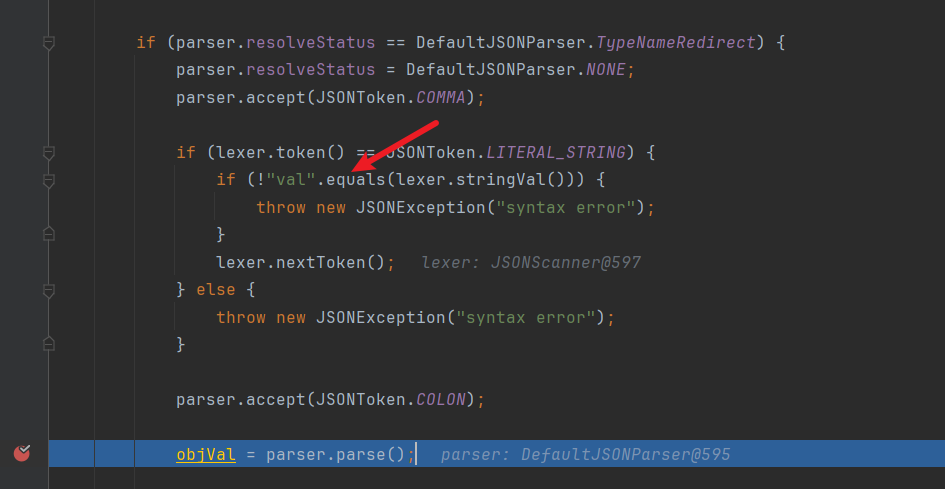 if (parser.resolveStatus == DefaultJSONParser.TypeNameRedirect) {
parser.resolveStatus = DefaultJSONParser.NONE;
parser.accept(JSONToken.COMMA);
if (lexer.token() == JSONToken.LITERAL_STRING) {
if (!"val".equals(lexer.stringVal())) {
throw new JSONException("syntax error");
}
lexer.nextToken(); lexer: JSONScanner@597
} else {
throw new JSONException("syntax error");
}
parser.accept(JSONToken.COLON);
objVal = parser.parse(); parser: DefaultJSONParser@595